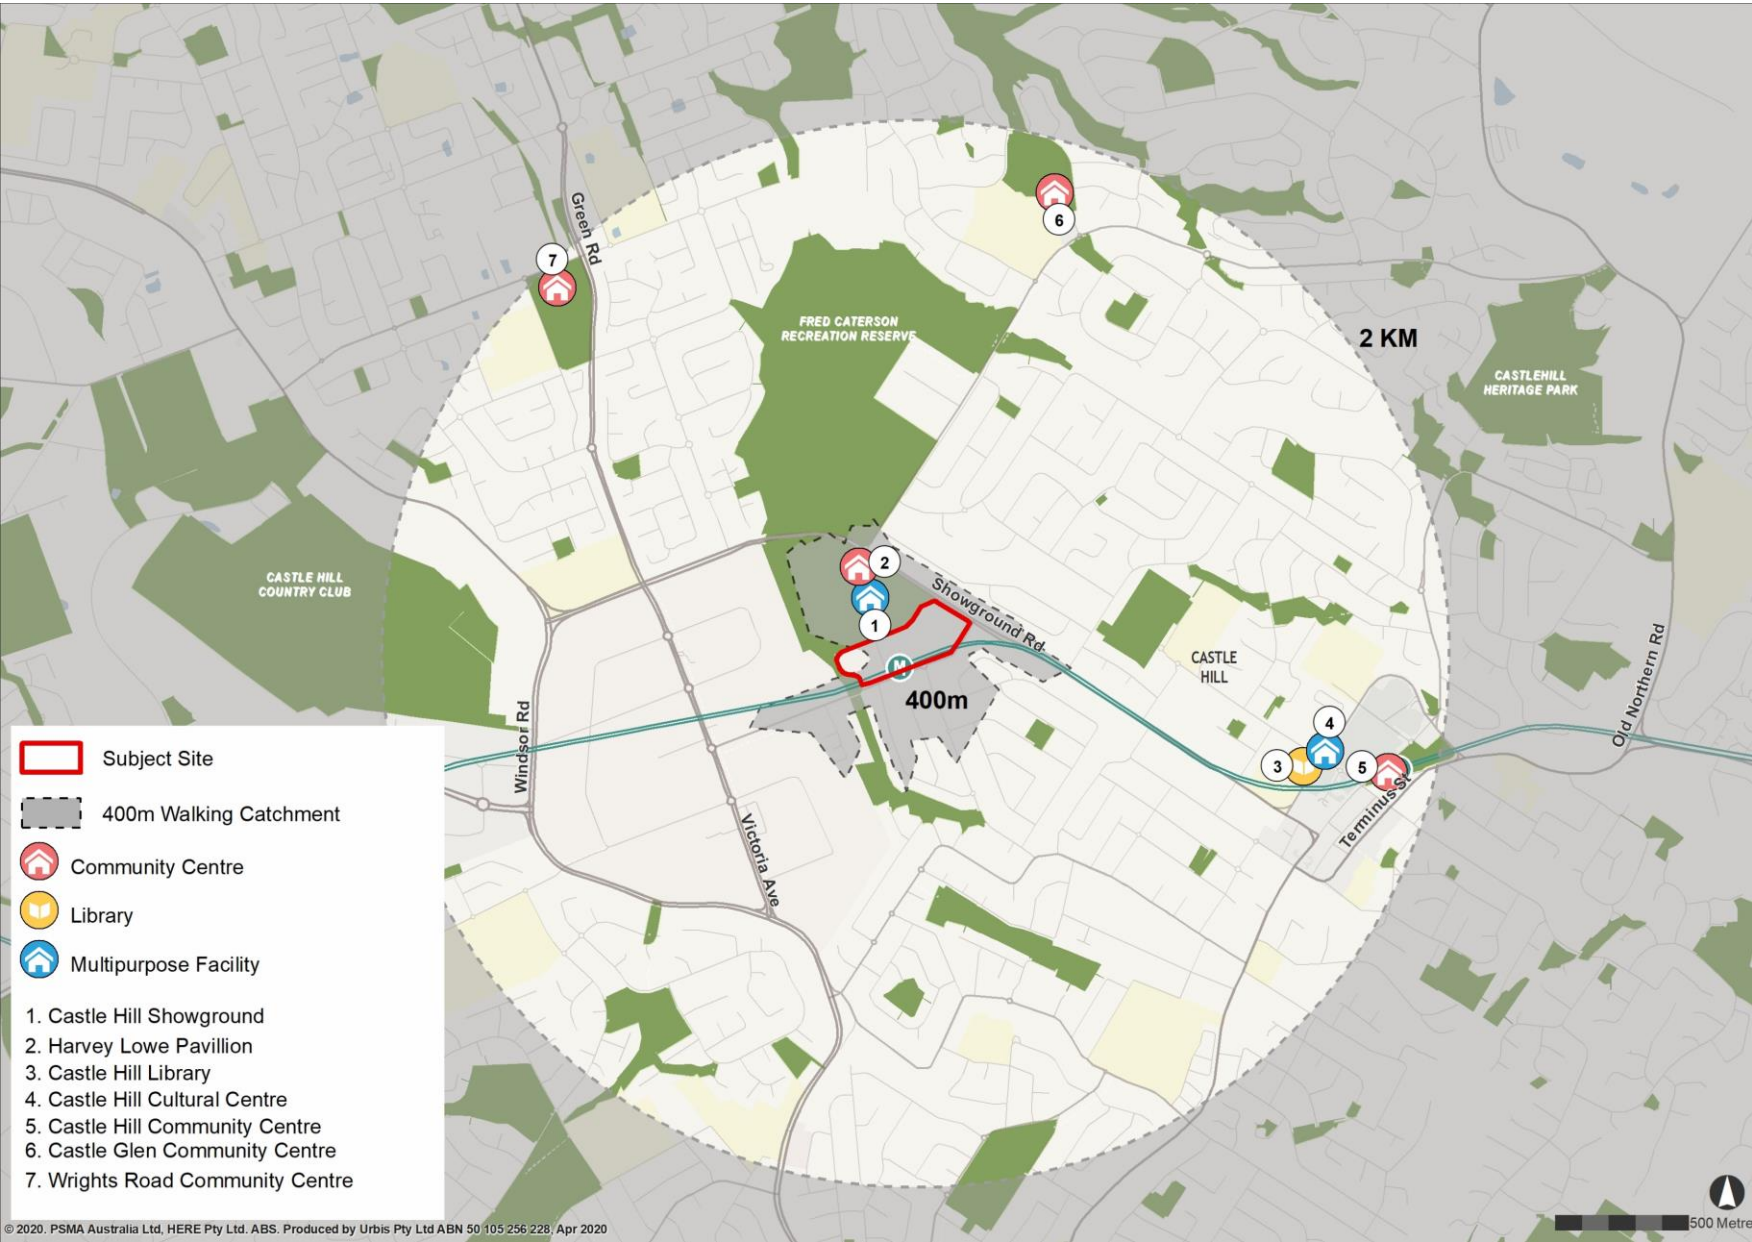 Green Rd
6
7
FRED CATERSON
RECREATION RESERVE
2 KM
CASTLEHILL
HERITAGE PARK
CASTLE HILL
COUNTRY CLUB
2
Showground Rd
1
M
400m
CASTLE
HILL
Old Northern Rd
Windsor Rd
4
3
5
Terminus St
Victoria Ave
Subject Site
400m Walking Catchment
Community Centre
Library
Multipurpose Facility
1. Castle Hill Showground
2. Harvey Lowe Pavillion
3. Castle Hill Library
4. Castle Hill Cultural Centre
5. Castle Hill Community Centre
6. Castle Glen Community Centre
7. Wrights Road Community Centre
© 2020. PSMA Australia Ltd, HERE Pty Ltd. ABS. Produced by Urbis Pty Ltd ABN 50 105 256 228, Apr 2020
500 Metre